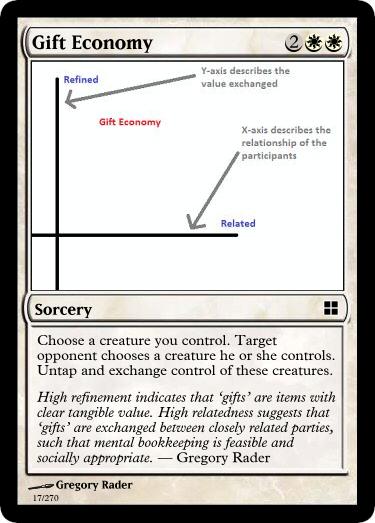 Gift Economy 2
Refined
Y-axis describes the
value exchanged
Gift Economy
X-axis describes the
relationship of the
participants
Related
Sorcery
Choose a creature you control. Target
opponent chooses a creature he or she controls.
Untap and exchange control of these creatures.
High refinement indicates that ‘gifts’ are items with
clear tangible value. High relatedness suggests that
‘gifts’ are exchanged between closely related parties,
such that mental bookkeeping is feasible and
socially appropriate. — Gregory Rader
Gregory Rader
17/270